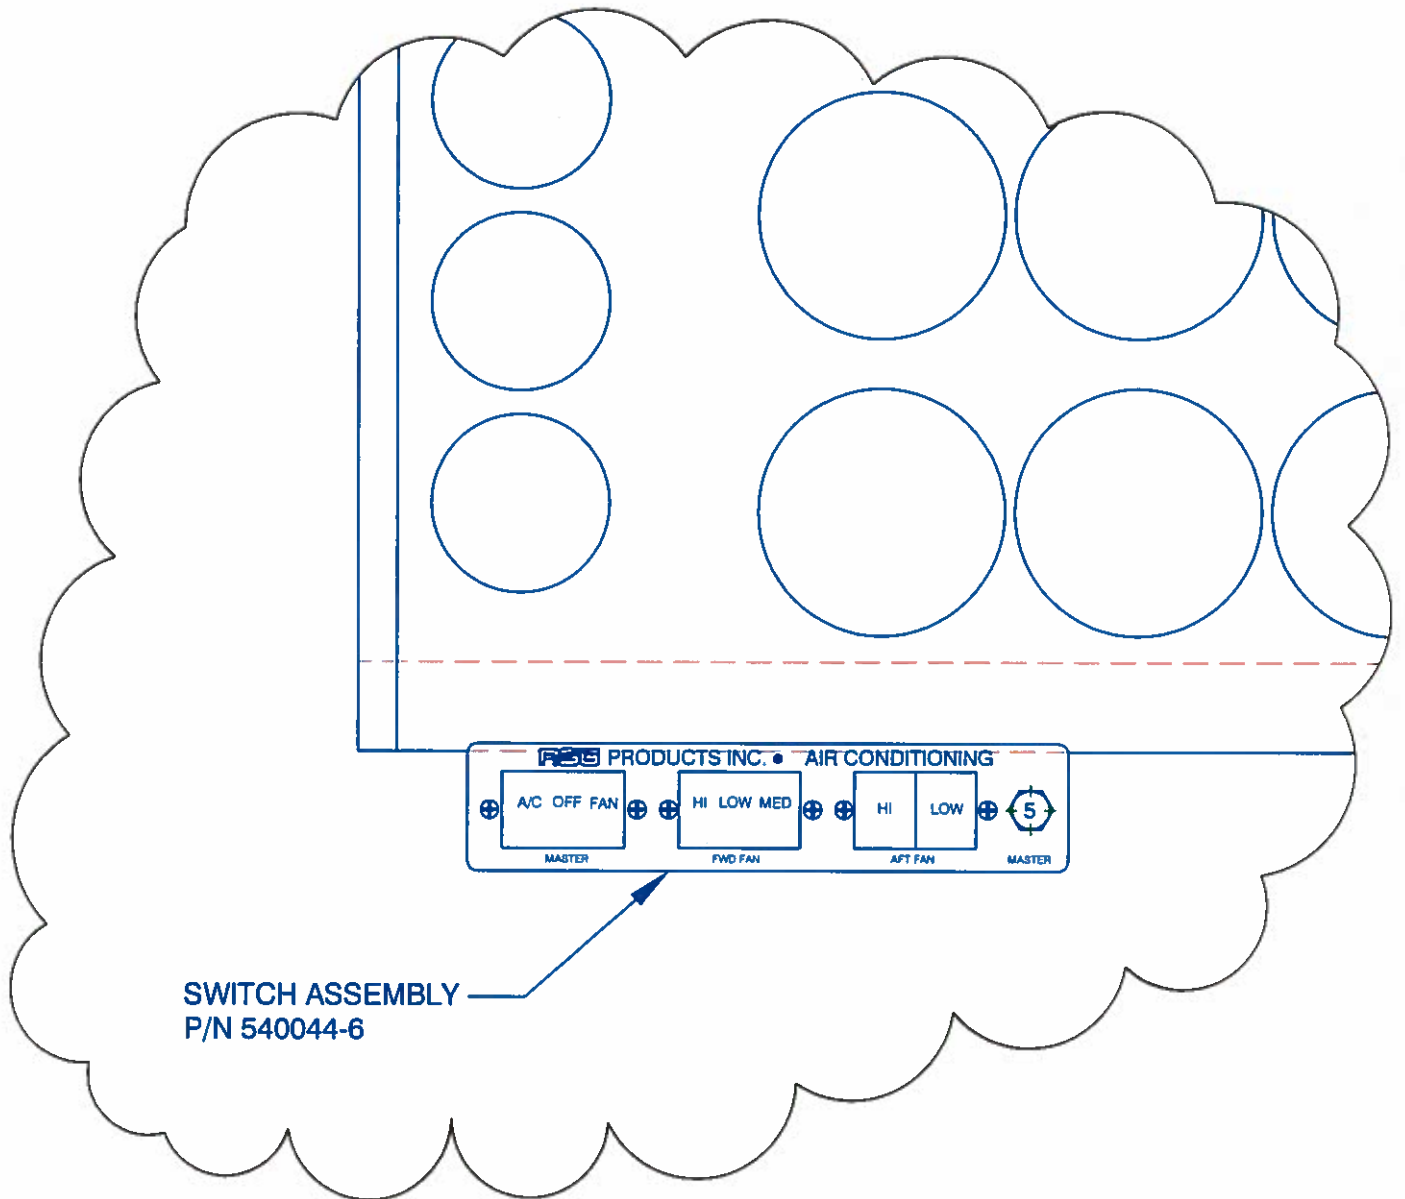 RSG PRODUCTS INC. • AIR CONDITIONING
A/C OFF FAN
HI LOW MED
HI LOW
5
MASTER
FWD FAN
AFT FAN
MASTER
SWITCH ASSEMBLY
P/N 540044-6